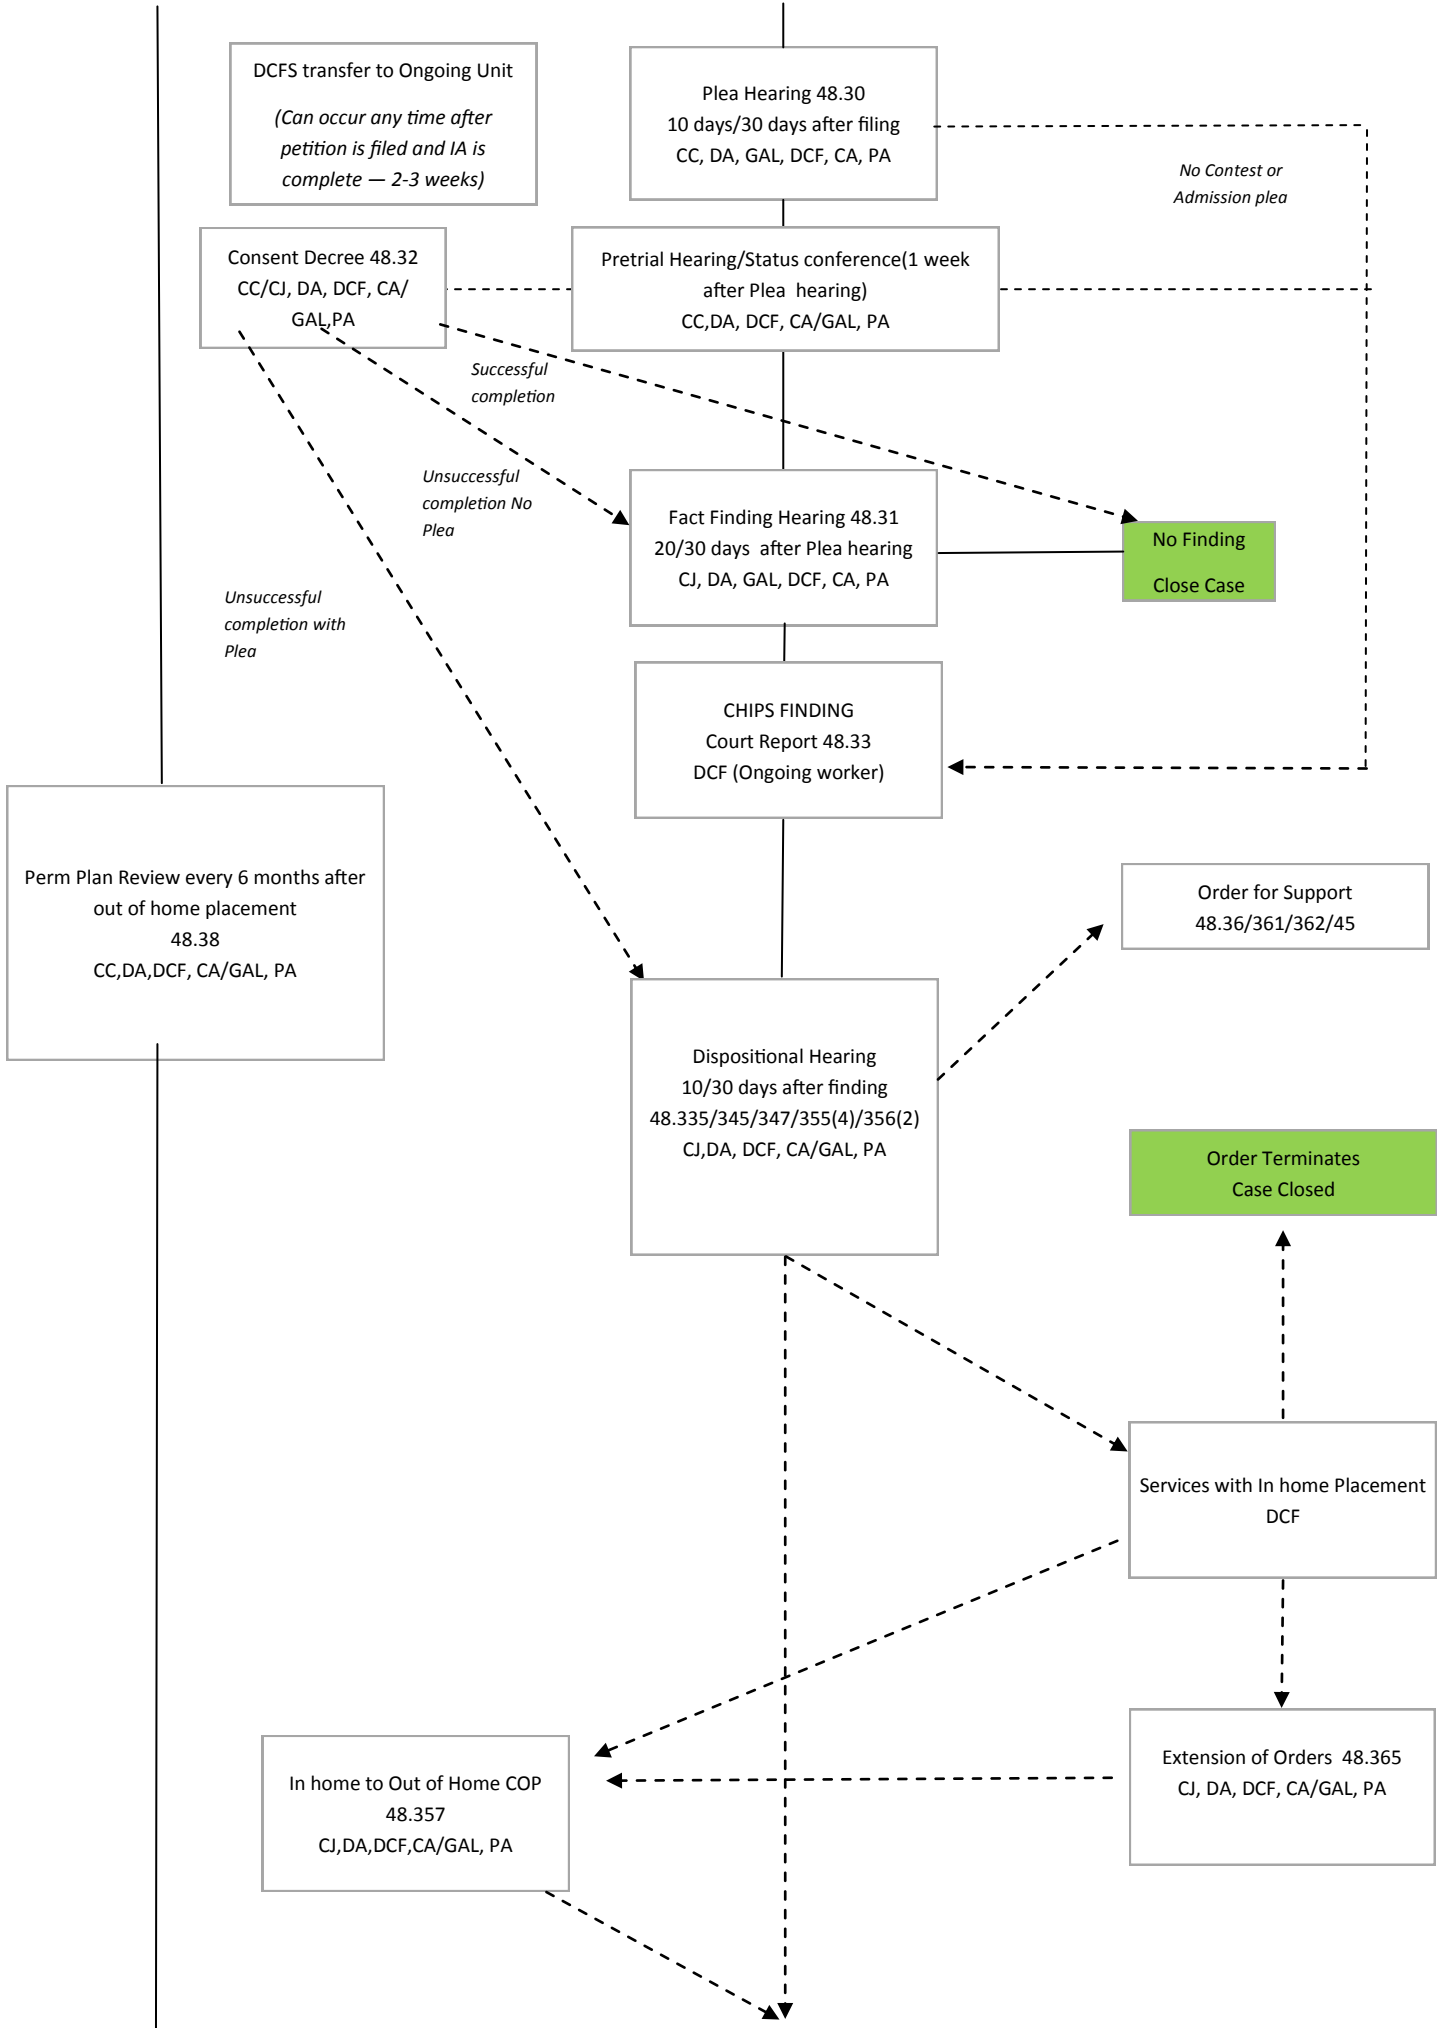 DCFS transfer to Ongoing Unit
(Can occur any time after
petition is filed and IA is
complete — 2-3 weeks)
Plea Hearing 48.30
10 days/30 days after filing
CC, DA, GAL, DCF, CA, PA
No Contest or
Admission plea
Consent Decree 48.32
CC/CJ, DA, DCF, CA/
GAL,PA
Pretrial Hearing/Status conference(1 week
after Plea hearing)
CC,DA, DCF, CA/GAL, PA
Successful
completion
Unsuccessful
completion No
Plea
Fact Finding Hearing 48.31
20/30 days after Plea hearing
CJ, DA, GAL, DCF, CA, PA
No Finding
Close Case
Unsuccessful
completion with
Plea
CHIPS FINDING
Court Report 48.33
DCF (Ongoing worker)
Perm Plan Review every 6 months after
out of home placement
48.38
CC,DA,DCF, CA/GAL, PA
Order for Support
48.36/361/362/45
Dispositional Hearing
10/30 days after finding
48.335/345/347/355(4)/356(2)
CJ,DA, DCF, CA/GAL, PA
Order Terminates
Case Closed
Services with In home Placement
DCF
In home to Out of Home COP
48.357
CJ,DA,DCF,CA/GAL, PA
Extension of Orders 48.365
CJ, DA, DCF, CA/GAL, PA